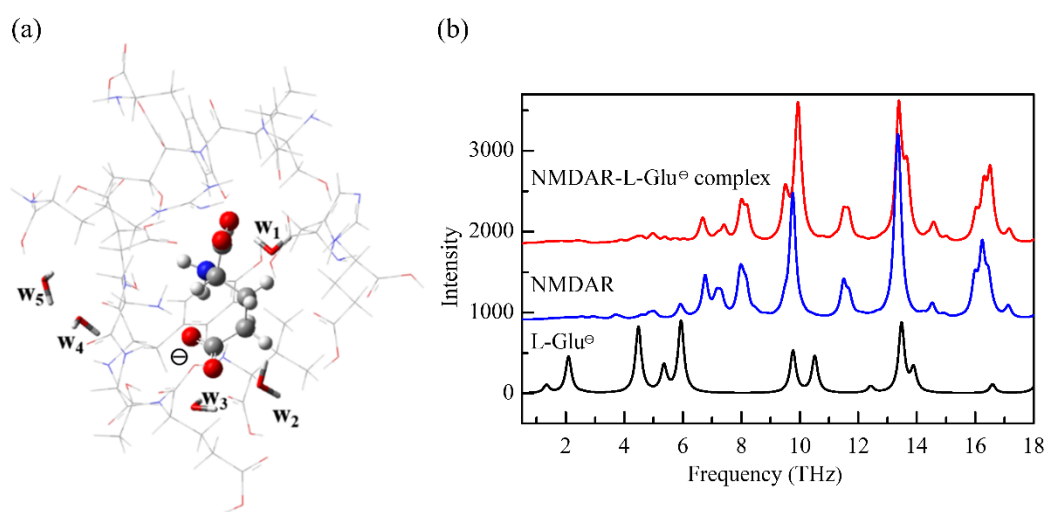 (a)
(b)
w1
w5
w4
w3
w2
⊖
Intensity
3000
2000
1000
0
NMDAR-L-Glu⊖ complex
NMDAR
L-Glu⊖
2 4 6 8 10 12 14 16 18
Frequency (THz)